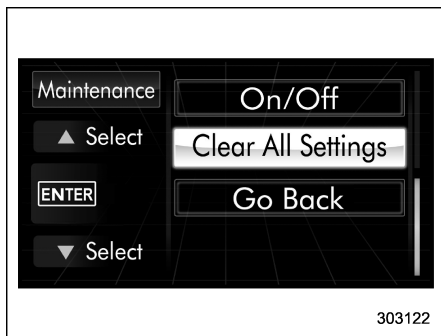 Maintenance
▲ Select
ENTER
▼ Select
On/Off
Clear All Settings
Go Back
303122